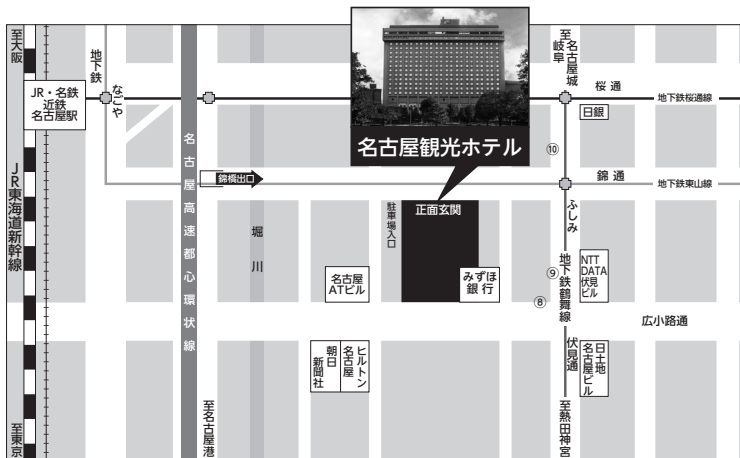 至大阪
地下鉄
なごや
JR・名鉄
近鉄
名古屋駅
JR東海道新幹線
至東京
名古屋高速都心環状線
錦橋出口
堀川
至名古屋港
名古屋観光ホテル
正面玄関
駐車場入口
名古屋
ATビル
みずほ
銀行
朝日
新聞社
ヒルトン
名古屋
至名古屋城
至岐阜
桜通
地下鉄桜通線
日銀
⑩
錦通
地下鉄東山線
ふしみ
地下鉄鶴舞線
⑨
⑧
NTT
DATA
伏見
ビル
広小路通
伏見通
日土地
名古屋ビル
至熱田神宮